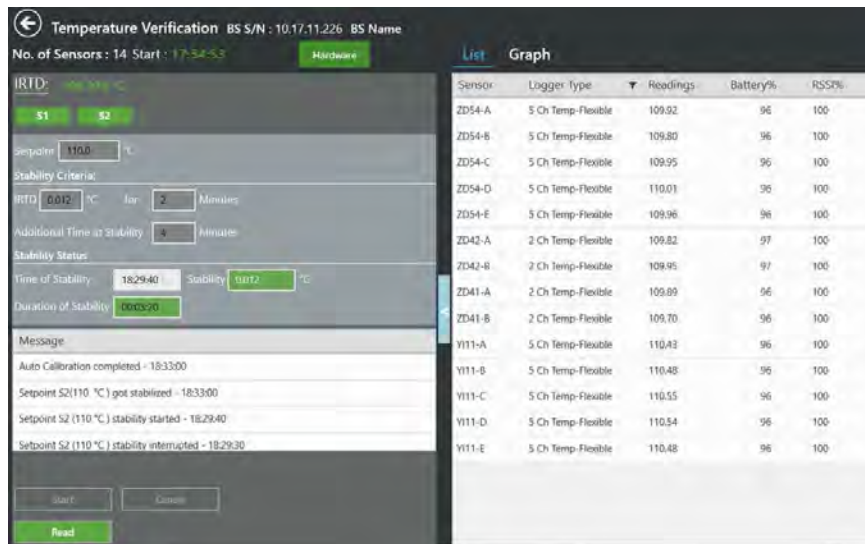 Temperature Verification BS S/N : 10.17.11.226 BS Name
No. of Sensors : 14 Start : 17:54:53 Hardware
IRTD: °C
S1 S2
Setpoint 110.0 °C
Stability Criteria:
IRTD 0.012 °C for 2 Minutes
Additional Time at Stability 4 Minutes
Stability Status
Time of Stability 18:29:40 Stability 0.012 °C
Duration of Stability 00:03:20
Message
Auto Calibration completed - 18:33:00
Setpoint S2(110 °C ) got stabilized - 18:33:00
Setpoint S2 (110 °C ) stability started - 18:29:40
Setpoint S2 (110 °C ) stability interrupted - 18:29:30
Start Cancel
Read
List Graph
Sensor Logger Type Readings Battery% RSSI%
ZD54-A 5 Ch Temp-Flexible 109.92 96 100
ZD54-B 5 Ch Temp-Flexible 109.80 96 100
ZD54-C 5 Ch Temp-Flexible 109.95 96 100
ZD54-D 5 Ch Temp-Flexible 110.01 96 100
ZD54-E 5 Ch Temp-Flexible 109.96 96 100
ZD42-A 2 Ch Temp-Flexible 109.82 97 100
ZD42-B 2 Ch Temp-Flexible 109.95 97 100
ZD41-A 2 Ch Temp-Flexible 109.89 96 100
ZD41-B 2 Ch Temp-Flexible 109.70 96 100
YI11-A 5 Ch Temp-Flexible 110.43 96 100
YI11-B 5 Ch Temp-Flexible 110.48 96 100
YI11-C 5 Ch Temp-Flexible 110.55 96 100
YI11-D 5 Ch Temp-Flexible 110.54 96 100
YI11-E 5 Ch Temp-Flexible 110.48 96 100